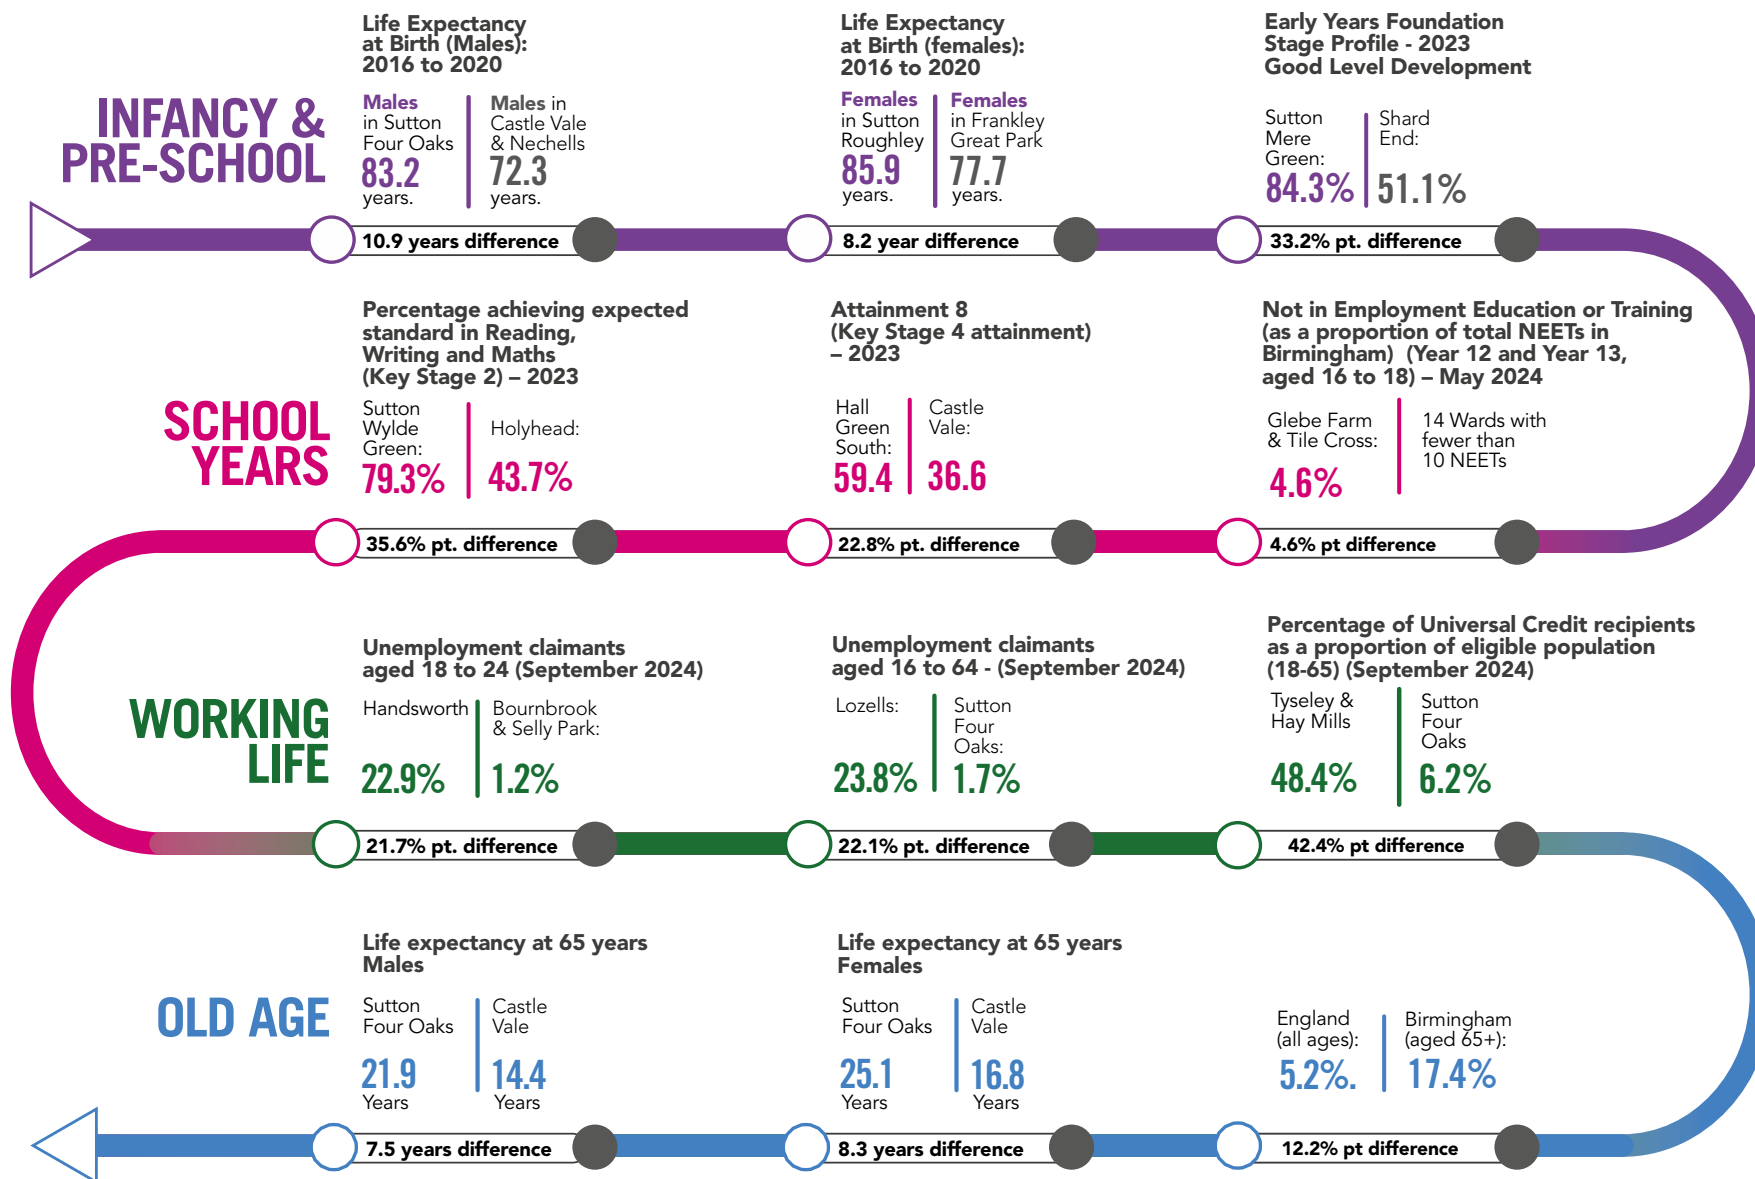 INFANCY &
PRE-SCHOOL
Life Expectancy
at Birth (Males):
2016 to 2020
Males
in Sutton
Four Oaks
83.2
years.
Males in
Castle Vale
& Nechells
72.3
years.
10.9 years difference
Life Expectancy
at Birth (females):
2016 to 2020
Females
in Sutton
Roughley
85.9
years.
Females
in Frankley
Great Park
77.7
years.
8.2 year difference
Early Years Foundation
Stage Profile - 2023
Good Level Development
Sutton
Mere
Green:
84.3%
Shard
End:
51.1%
33.2% pt. difference
SCHOOL
YEARS
Percentage achieving expected
standard in Reading,
Writing and Maths
(Key Stage 2) – 2023
Sutton
Wylde
Green:
79.3%
Holyhead:
43.7%
35.6% pt. difference
Attainment 8
(Key Stage 4 attainment)
– 2023
Hall
Green
South:
59.4
Castle
Vale:
36.6
22.8% pt. difference
Not in Employment Education or Training
(as a proportion of total NEETs in
Birmingham) (Year 12 and Year 13,
aged 16 to 18) – May 2024
Glebe Farm
& Tile Cross:
4.6%
14 Wards with
fewer than
10 NEETs
4.6% pt difference
WORKING
LIFE
Unemployment claimants
aged 18 to 24 (September 2024)
Handsworth
22.9%
Bournbrook
& Selly Park:
1.2%
21.7% pt. difference
Unemployment claimants
aged 16 to 64 - (September 2024)
Lozells:
23.8%
Sutton
Four
Oaks:
1.7%
22.1% pt. difference
Percentage of Universal Credit recipients
as a proportion of eligible population
(18-65) (September 2024)
Tyseley &
Hay Mills
48.4%
Sutton
Four
Oaks
6.2%
42.4% pt difference
OLD AGE
Life expectancy at 65 years
Males
Sutton
Four Oaks
21.9
Years
Castle
Vale
14.4
Years
7.5 years difference
Life expectancy at 65 years
Females
Sutton
Four Oaks
25.1
Years
Castle
Vale
16.8
Years
8.3 years difference
England
(all ages):
5.2%.
Birmingham
(aged 65+):
17.4%
12.2% pt difference